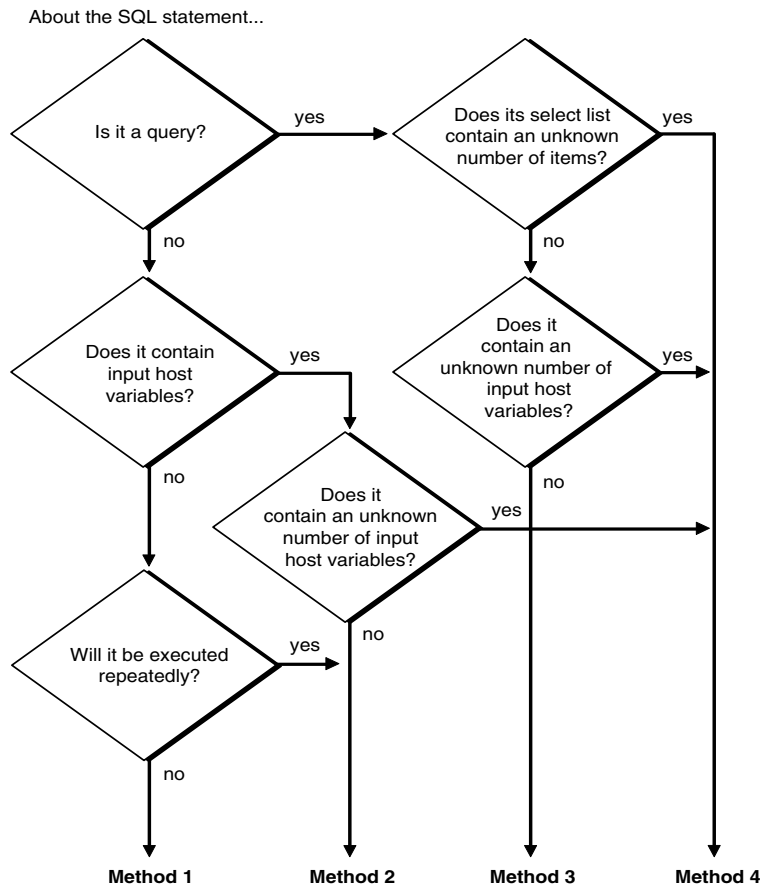 About the SQL statement...
Is it a query?
yes
Does its select list
contain an unknown
number of items?
yes
no
no
Does it contain
input host
variables?
yes
Does it
contain an
unknown number of
input host
variables?
yes
no
no
Does it
contain an unknown
number of input
host variables?
yes
no
Will it be executed
repeatedly?
yes
no
Method 1
Method 2
Method 3
Method 4